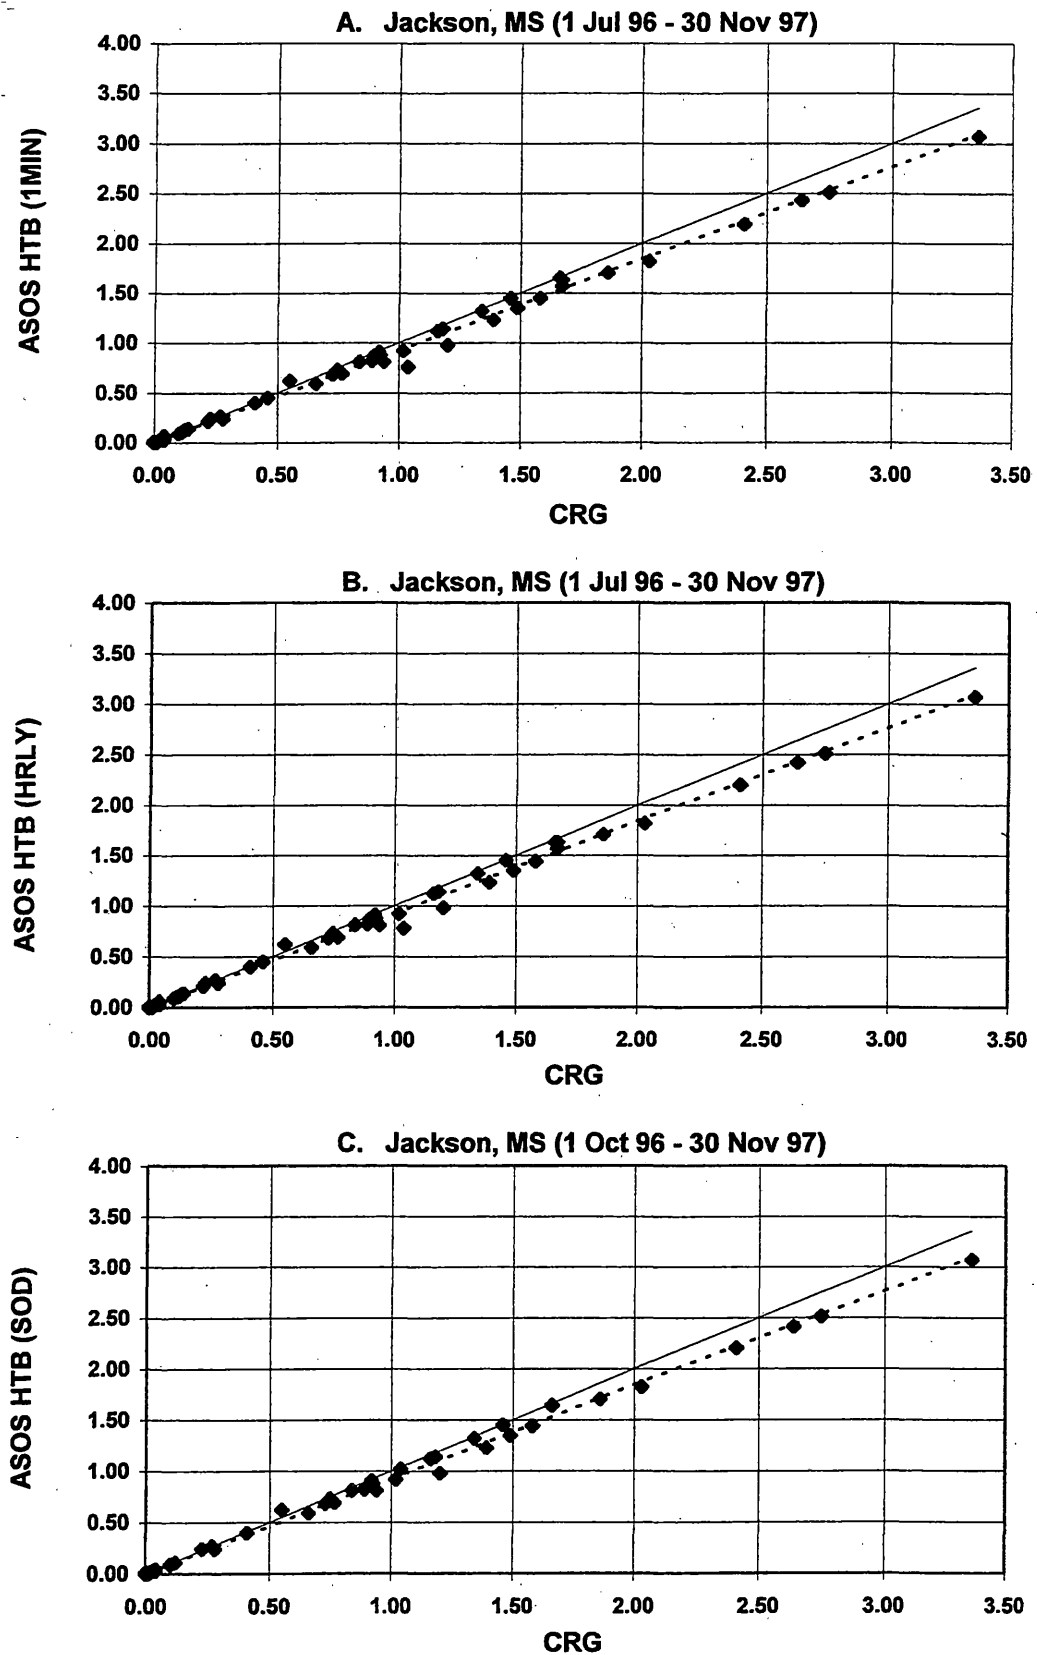 A. Jackson, MS (1 Jul 96 - 30 Nov 97)
4.00
3.50
3.00
2.50
2.00
1.50
1.00
0.50
0.00
ASOS HTB (1MIN)
0.00 0.50 1.00 1.50 2.00 2.50 3.00 3.50
CRG
B. Jackson, MS (1 Jul 96 - 30 Nov 97)
4.00
3.50
3.00
2.50
2.00
1.50
1.00
0.50
0.00
ASOS HTB (HRLY)
0.00 0.50 1.00 1.50 2.00 2.50 3.00 3.50
CRG
C. Jackson, MS (1 Oct 96 - 30 Nov 97)
4.00
3.50
3.00
2.50
2.00
1.50
1.00
0.50
0.00
ASOS HTB (SOD)
0.00 0.50 1.00 1.50 2.00 2.50 3.00 3.50
CRG